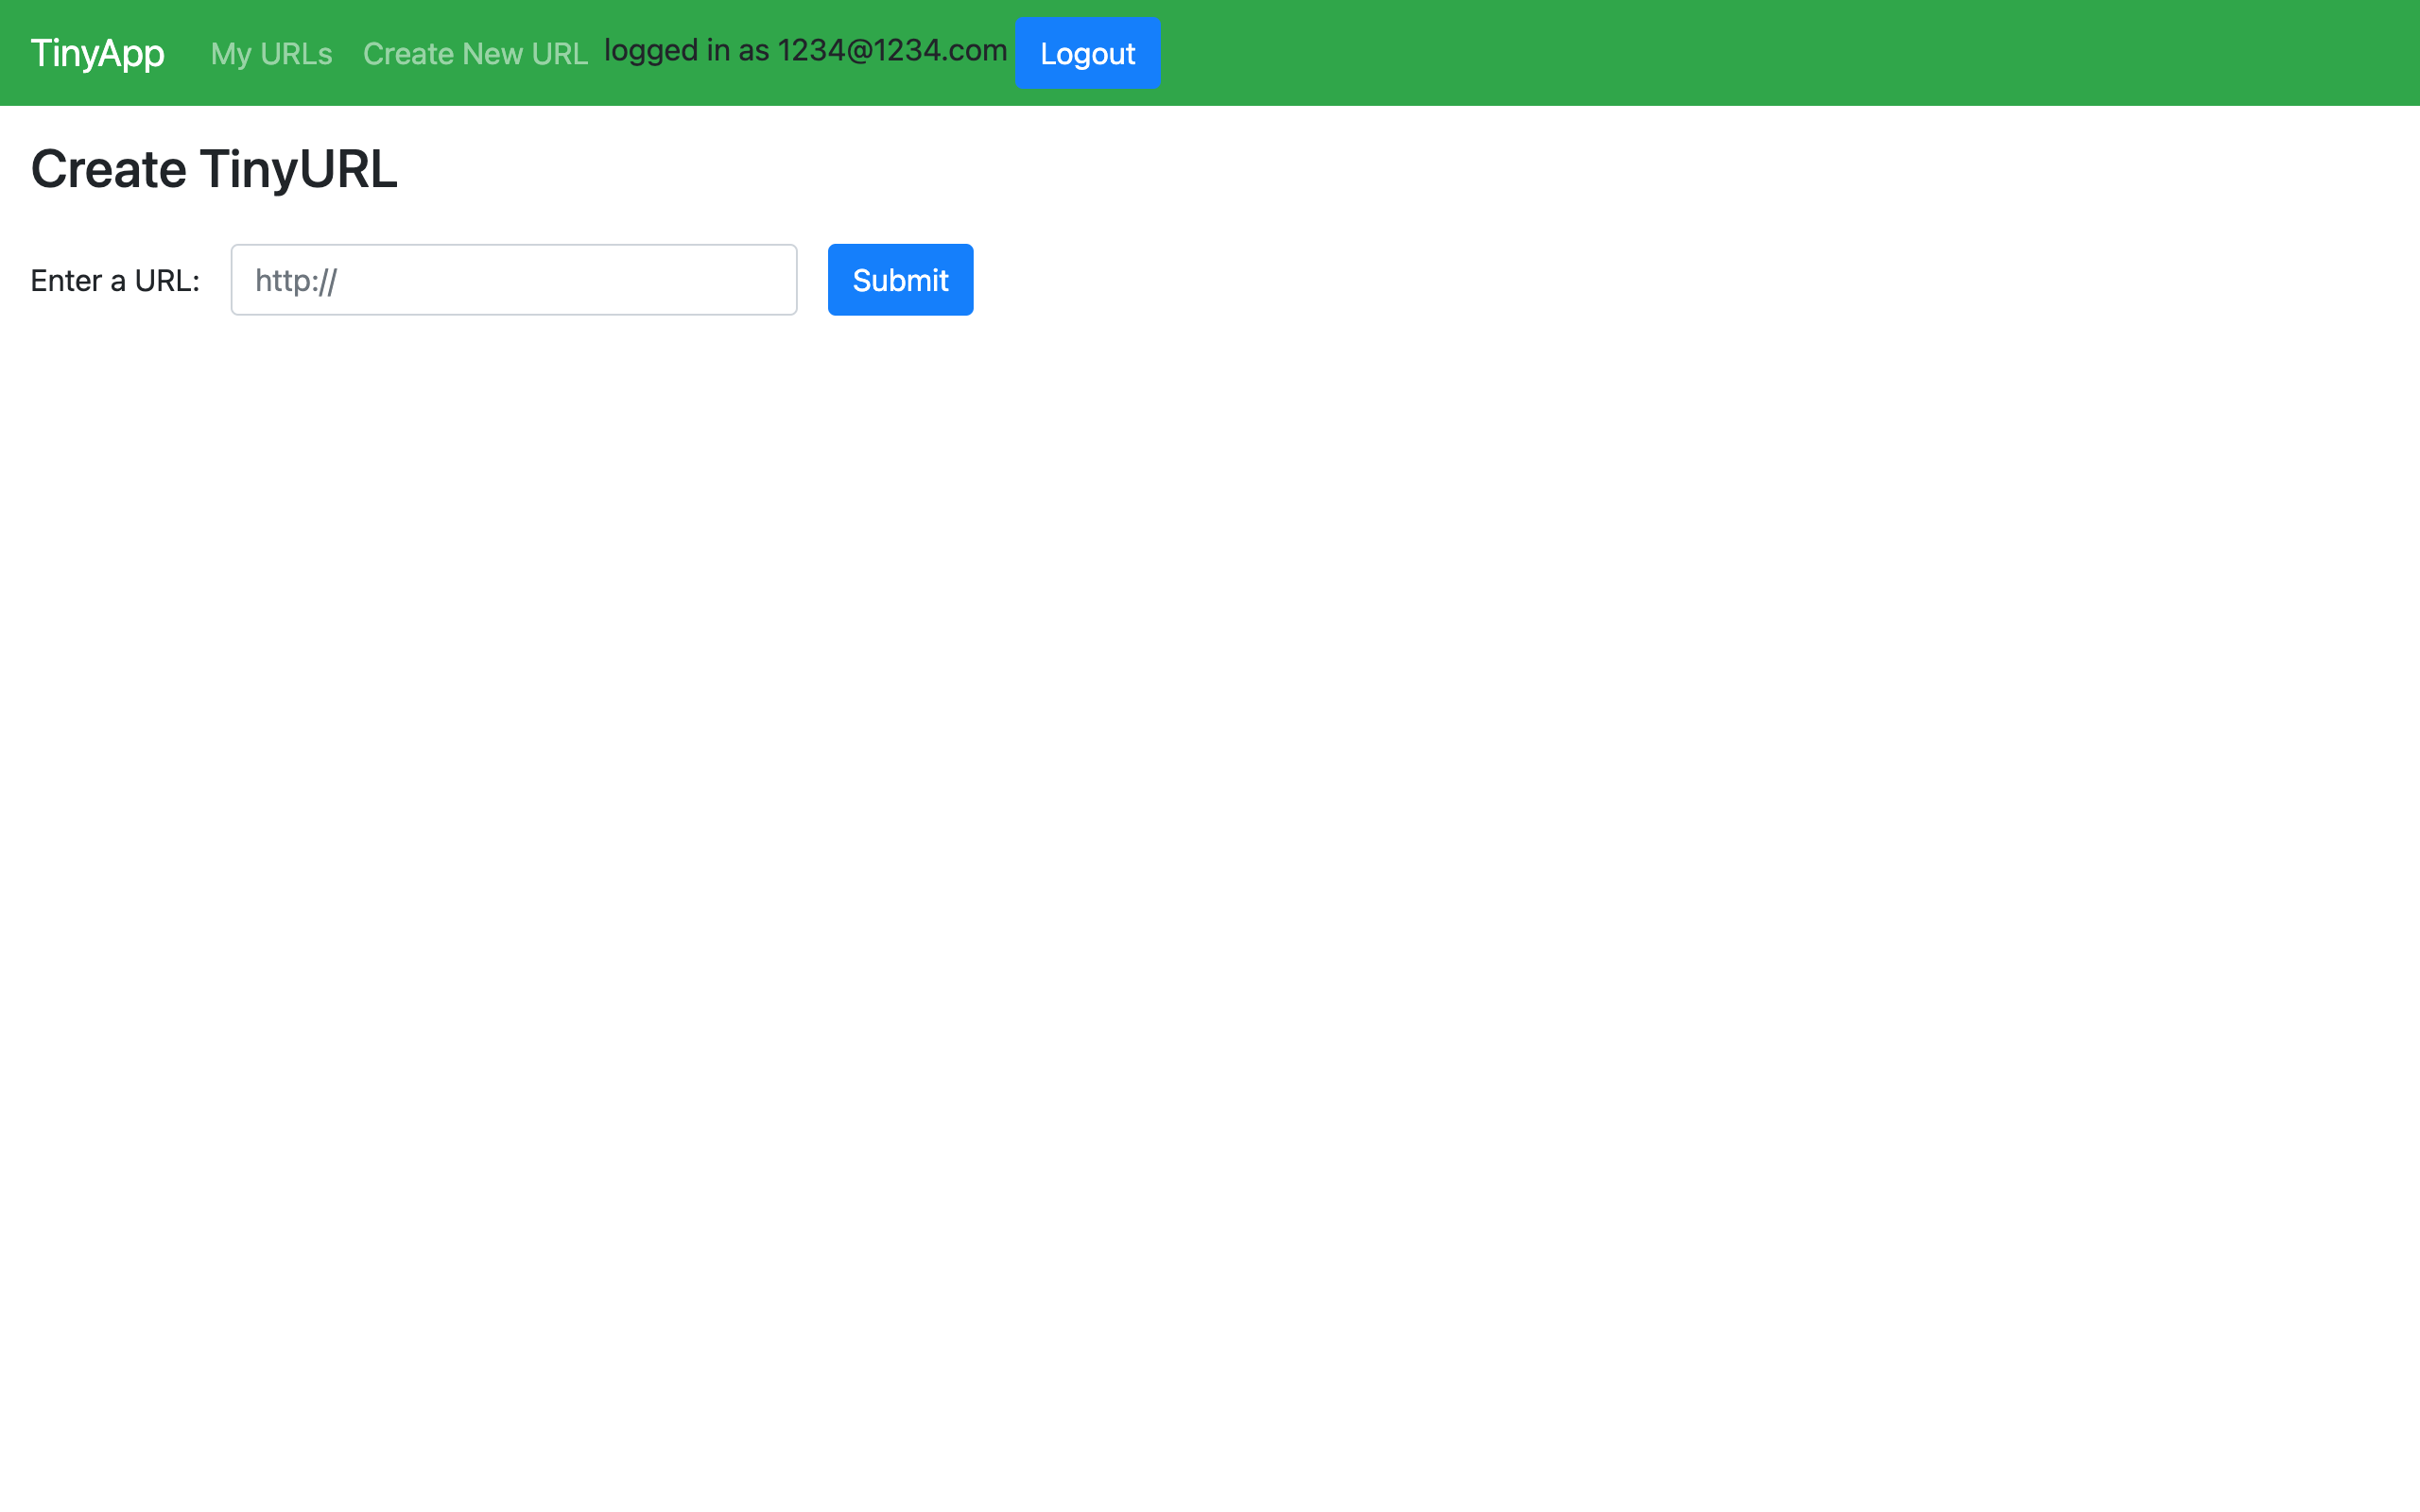 TinyApp My URLs Create New URL logged in as 1234@1234.com Logout
Create TinyURL
Enter a URL: http:// Submit